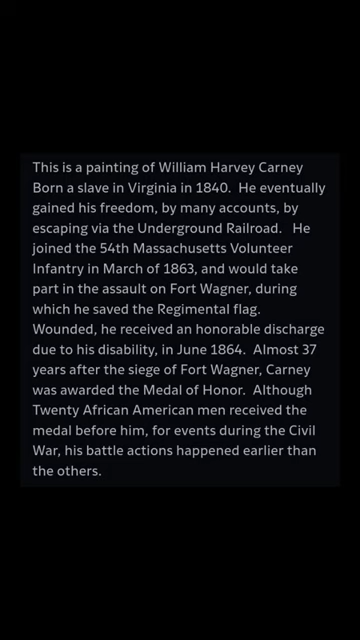 This is a painting of William Harvey Carney
Born a slave in Virginia in 1840.  He eventually
gained his freedom, by many accounts, by
escaping via the Underground Railroad.   He
joined the 54th Massachusetts Volunteer
Infantry in March of 1863, and would take
part in the assault on Fort Wagner, during
which he saved the Regimental flag.
Wounded, he received an honorable discharge
due to his disability, in June 1864.  Almost 37
years after the siege of Fort Wagner, Carney
was awarded the Medal of Honor.  Although
Twenty African American men received the
medal before him, for events during the Civil
War, his battle actions happened earlier than
the others.